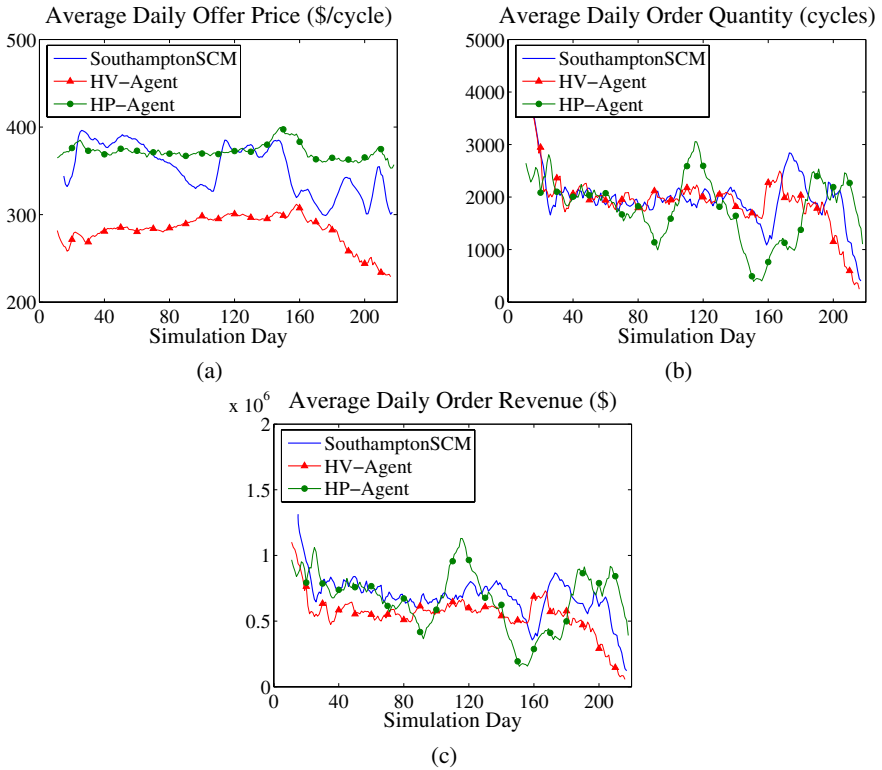 Average Daily Offer Price ($/cycle)
500
400
300
200
0 40 80 120 160 200
Simulation Day
SouthamptonSCM
HV−Agent
HP−Agent
(a)
Average Daily Order Quantity (cycles)
5000
4000
3000
2000
1000
0
0 40 80 120 160 200
Simulation Day
SouthamptonSCM
HV−Agent
HP−Agent
(b)
x 10^6 Average Daily Order Revenue ($)
2
1.5
1
0.5
0
0 40 80 120 160 200
Simulation Day
SouthamptonSCM
HV−Agent
HP−Agent
(c)